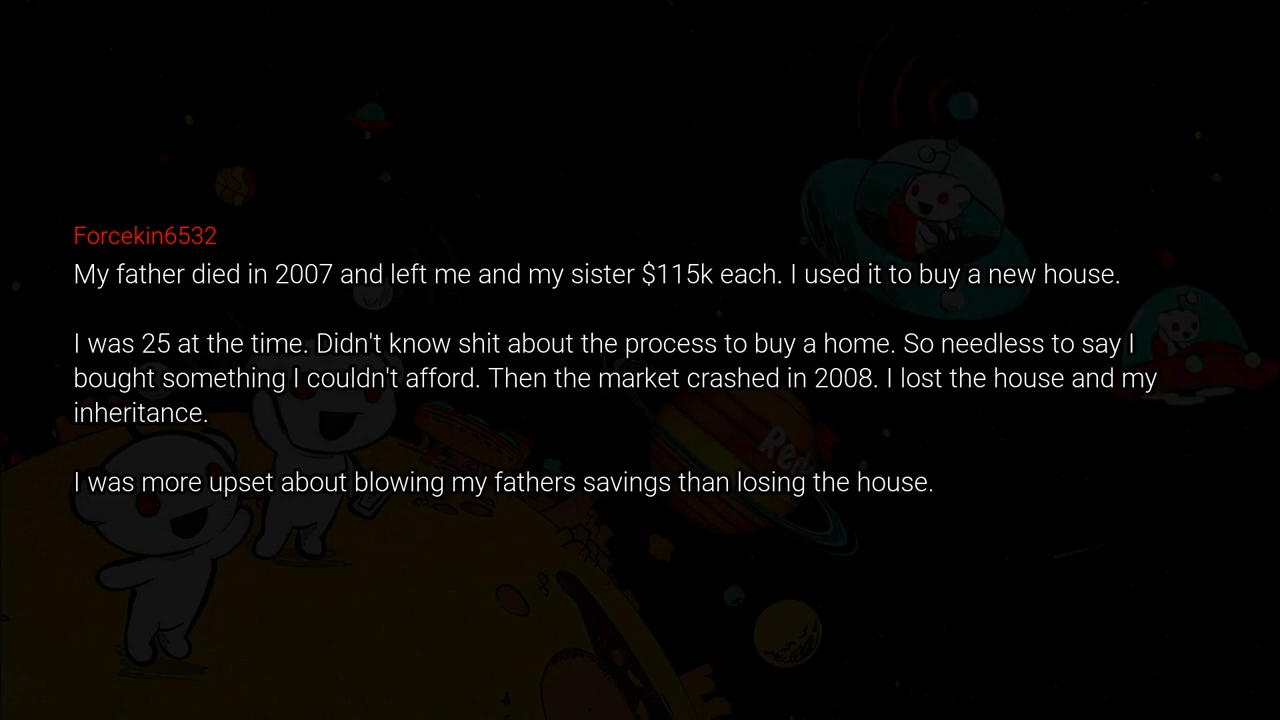 Forcekin6532
My father died in 2007 and left me and my sister $115k each. I used it to buy a new house.
I was 25 at the time. Didn't know shit about the process to buy a home. So needless to say I
bought something I couldn't afford. Then the market crashed in 2008. I lost the house and my
inheritance.
I was more upset about blowing my fathers savings than losing the house.